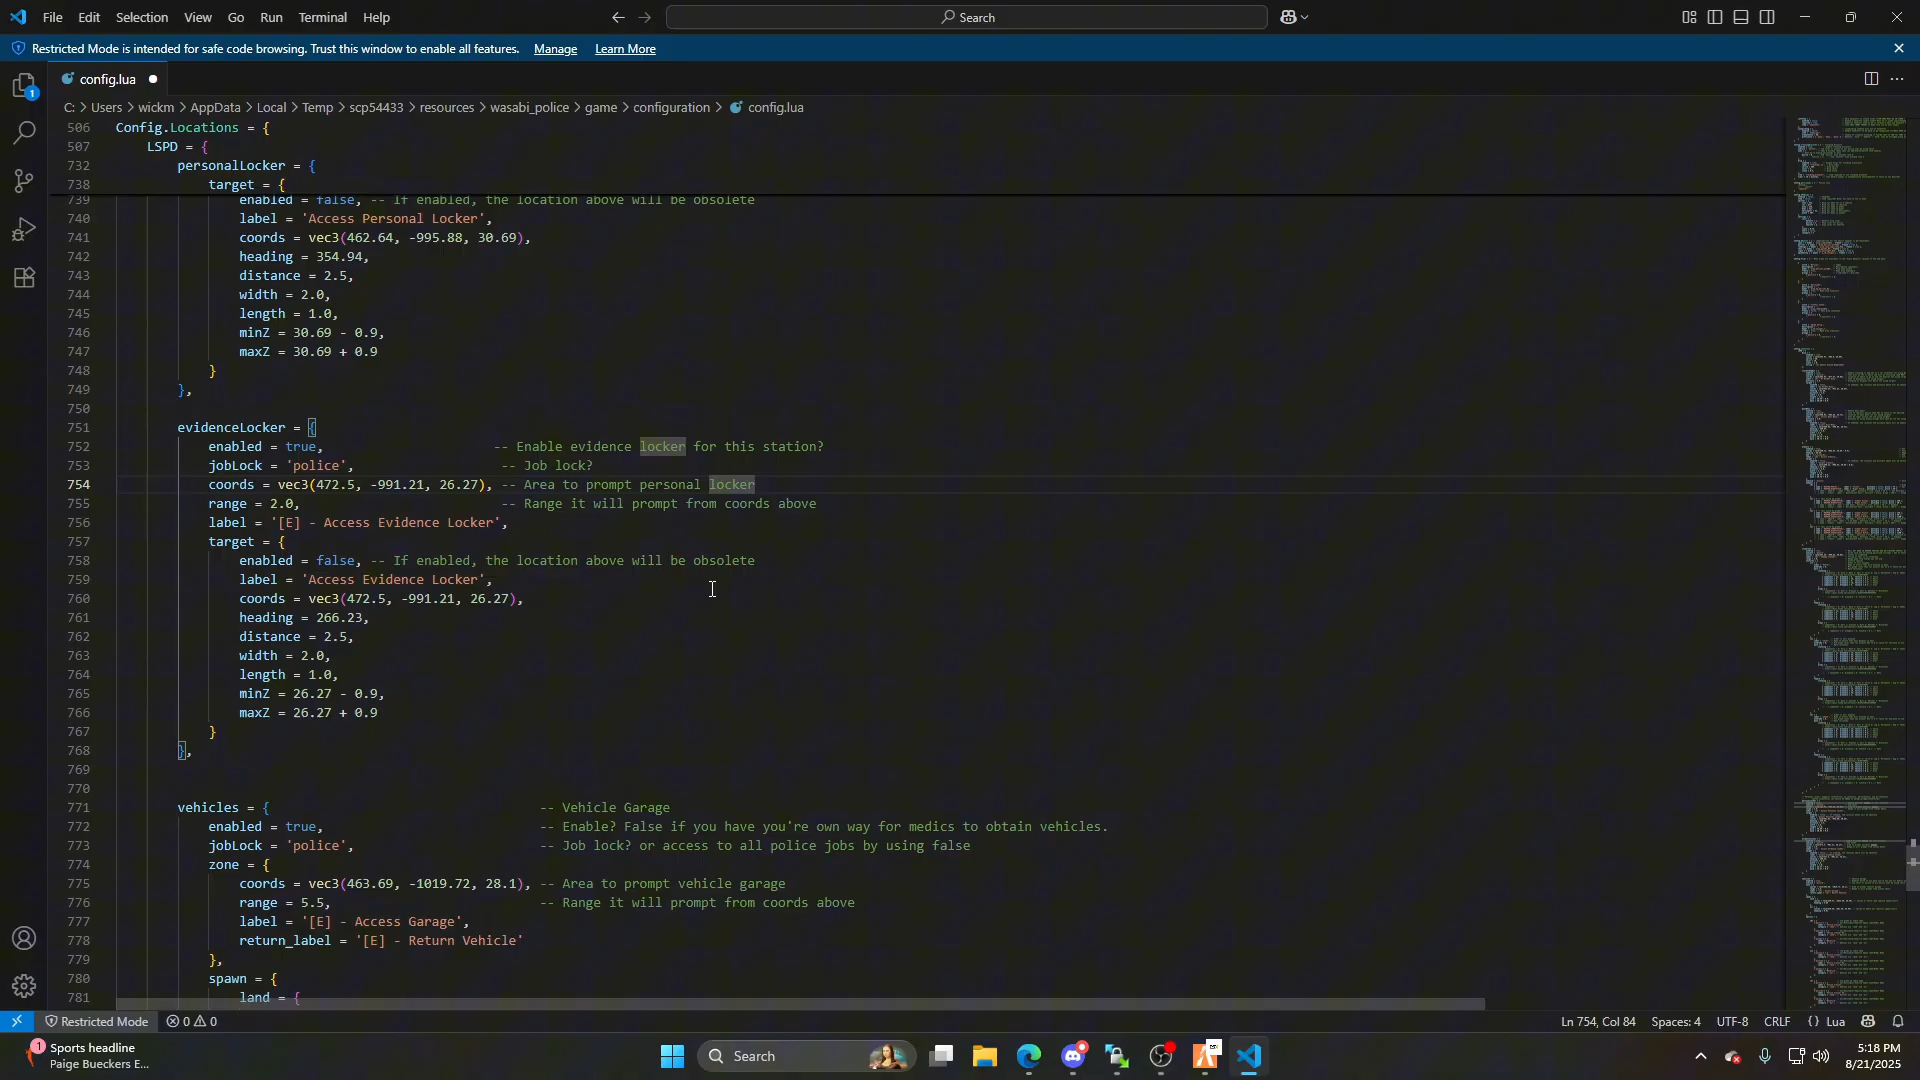 File Edit Selection View Go Run Terminal Help
Search
Restricted Mode is intended for safe code browsing. Trust this window to enable all features. Manage Learn More
config.lua
C: > Users > wickm > AppData > Local > Temp > scp54433 > resources > wasabi_police > game > configuration > config.lua
506 Config.Locations = {
507 LSPD = {
732 personalLocker = {
738 target = {
739 enabled = false, -- If enabled, the location above will be obsolete
740 label = 'Access Personal Locker',
741 coords = vec3(462.64, -995.88, 30.69),
742 heading = 354.94,
743 distance = 2.5,
744 width = 2.0,
745 length = 1.0,
746 minZ = 30.69 - 0.9,
747 maxZ = 30.69 + 0.9
748 }
749 },
750
751 evidenceLocker = {
752 enabled = true, -- Enable evidence locker for this station?
753 jobLock = 'police', -- Job lock?
754 coords = vec3(472.5, -991.21, 26.27), -- Area to prompt personal locker
755 range = 2.0, -- Range it will prompt from coords above
756 label = '[E] - Access Evidence Locker',
757 target = {
758 enabled = false, -- If enabled, the location above will be obsolete
759 label = 'Access Evidence Locker',
760 coords = vec3(472.5, -991.21, 26.27),
761 heading = 266.23,
762 distance = 2.5,
763 width = 2.0,
764 length = 1.0,
765 minZ = 26.27 - 0.9,
766 maxZ = 26.27 + 0.9
767 }
768 },
769
770
771 vehicles = { -- Vehicle Garage
772 enabled = true, -- Enable? False if you have you're own way for medics to obtain vehicles.
773 jobLock = 'police', -- Job lock? or access to all police jobs by using false
774 zone = {
775 coords = vec3(463.69, -1019.72, 28.1), -- Area to prompt vehicle garage
776 range = 5.5, -- Range it will prompt from coords above
777 label = '[E] - Access Garage',
778 return_label = '[E] - Return Vehicle'
779 },
780 spawn = {
781 land = {
1
Restricted Mode 0 0 Ln 754, Col 84 Spaces: 4 UTF-8 CRLF {} Lua
1 Sports headline
Paige Bueckers E...
Search
5:18 PM
8/21/2025